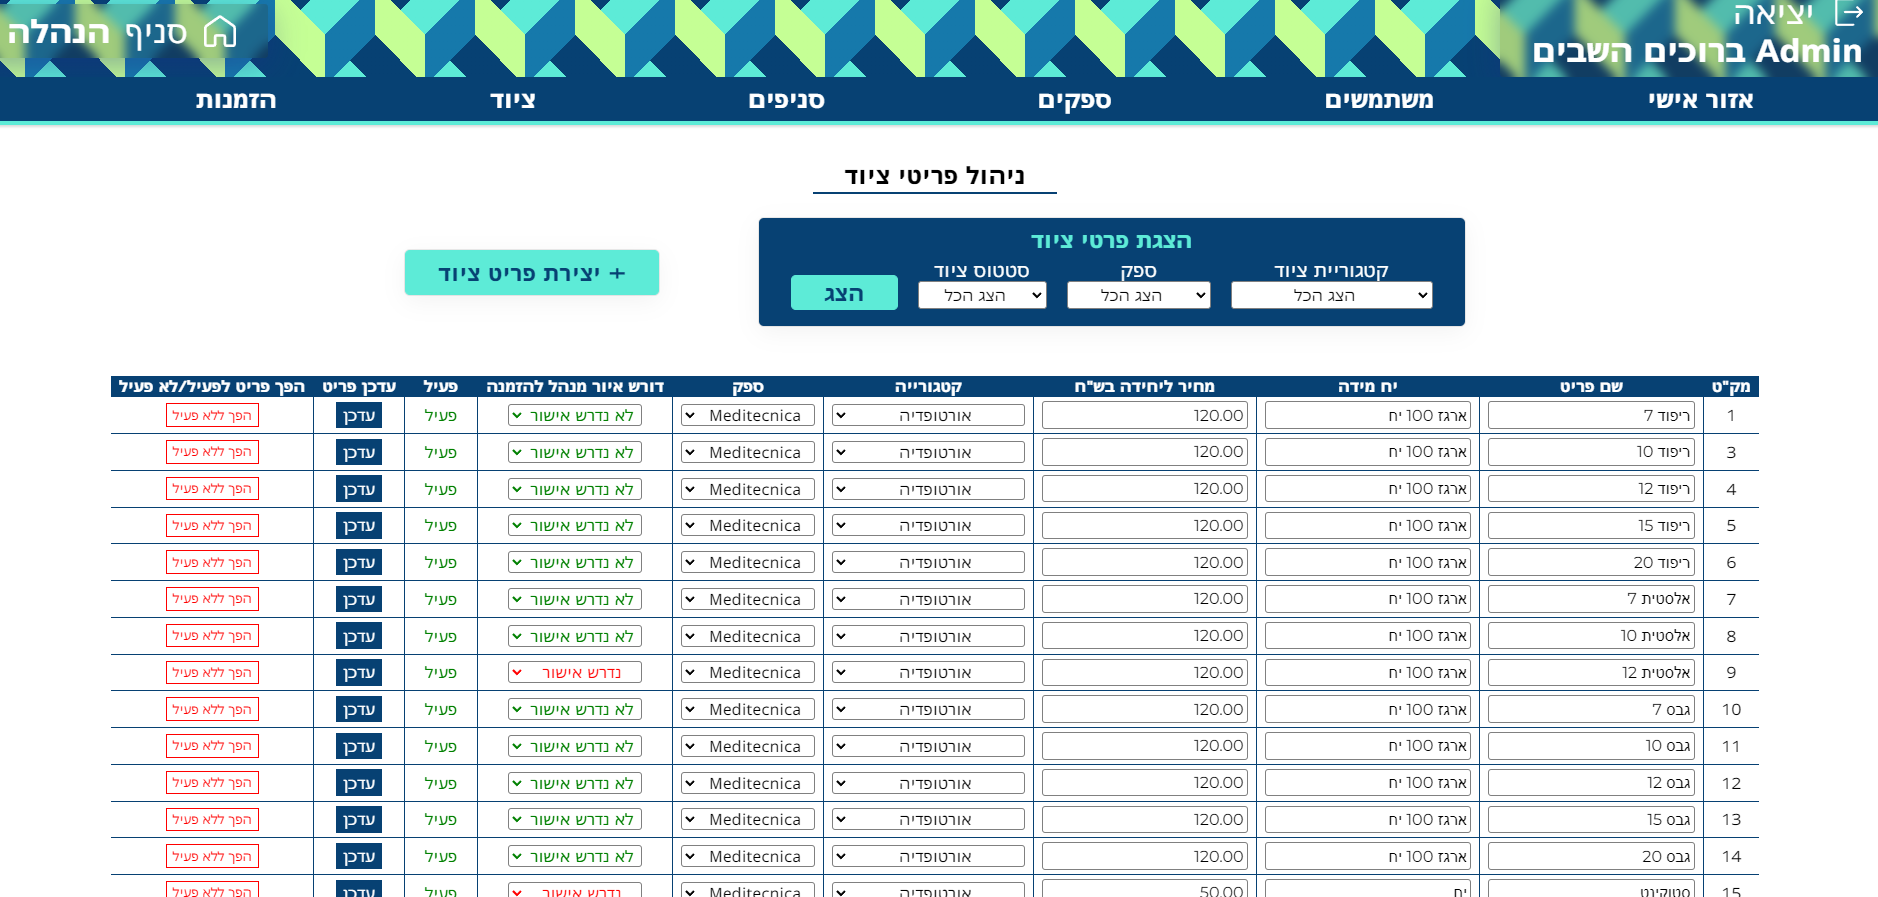 יציאה
ברוכים השבים Admin
סניף הנהלה
אזור אישי משתמשים ספקים סניפים ציוד הזמנות
ניהול פריטי ציוד
הצגת פרטי ציוד
קטגוריית ציוד ספק סטטוס ציוד
הצג הכל הצג הכל הצג הכל הצג
+ יצירת פריט ציוד
מק"ט שם פריט יח מידה מחיר ליחידה בש"ח קטגורייה ספק דורש איור מנהל להזמנה פעיל עדכן פריט הפך פריט לפעיל/לא פעיל
1 ריפוד 7 ארגז 100 יח 120.00 אורטופדיה Meditecnica לא נדרש אישור פעיל עדכן הפך ללא פעיל
3 ריפוד 10 ארגז 100 יח 120.00 אורטופדיה Meditecnica לא נדרש אישור פעיל עדכן הפך ללא פעיל
4 ריפוד 12 ארגז 100 יח 120.00 אורטופדיה Meditecnica לא נדרש אישור פעיל עדכן הפך ללא פעיל
5 ריפוד 15 ארגז 100 יח 120.00 אורטופדיה Meditecnica לא נדרש אישור פעיל עדכן הפך ללא פעיל
6 ריפוד 20 ארגז 100 יח 120.00 אורטופדיה Meditecnica לא נדרש אישור פעיל עדכן הפך ללא פעיל
7 אלסטית 7 ארגז 100 יח 120.00 אורטופדיה Meditecnica לא נדרש אישור פעיל עדכן הפך ללא פעיל
8 אלסטית 10 ארגז 100 יח 120.00 אורטופדיה Meditecnica לא נדרש אישור פעיל עדכן הפך ללא פעיל
9 אלסטית 12 ארגז 100 יח 120.00 אורטופדיה Meditecnica נדרש אישור פעיל עדכן הפך ללא פעיל
10 גבס 7 ארגז 100 יח 120.00 אורטופדיה Meditecnica לא נדרש אישור פעיל עדכן הפך ללא פעיל
11 גבס 10 ארגז 100 יח 120.00 אורטופדיה Meditecnica לא נדרש אישור פעיל עדכן הפך ללא פעיל
12 גבס 12 ארגז 100 יח 120.00 אורטופדיה Meditecnica לא נדרש אישור פעיל עדכן הפך ללא פעיל
13 גבס 15 ארגז 100 יח 120.00 אורטופדיה Meditecnica לא נדרש אישור פעיל עדכן הפך ללא פעיל
14 גבס 20 ארגז 100 יח 120.00 אורטופדיה Meditecnica לא נדרש אישור פעיל עדכן הפך ללא פעיל
15 סטוקינט יח 50.00 אורטופדיה Meditecnica נדרש אישור פעיל עדכן הפך ללא פעיל